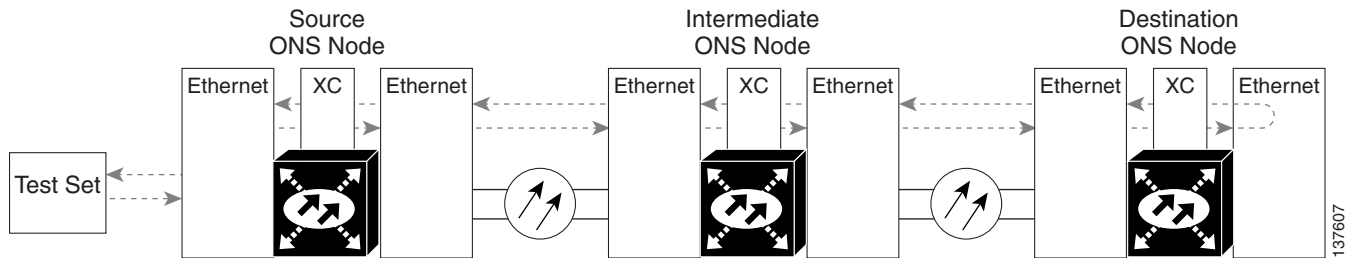 Source
ONS Node
Intermediate
ONS Node
Destination
ONS Node
Ethernet
XC
Ethernet
Ethernet
XC
Ethernet
Ethernet
XC
Ethernet
Test Set
137607